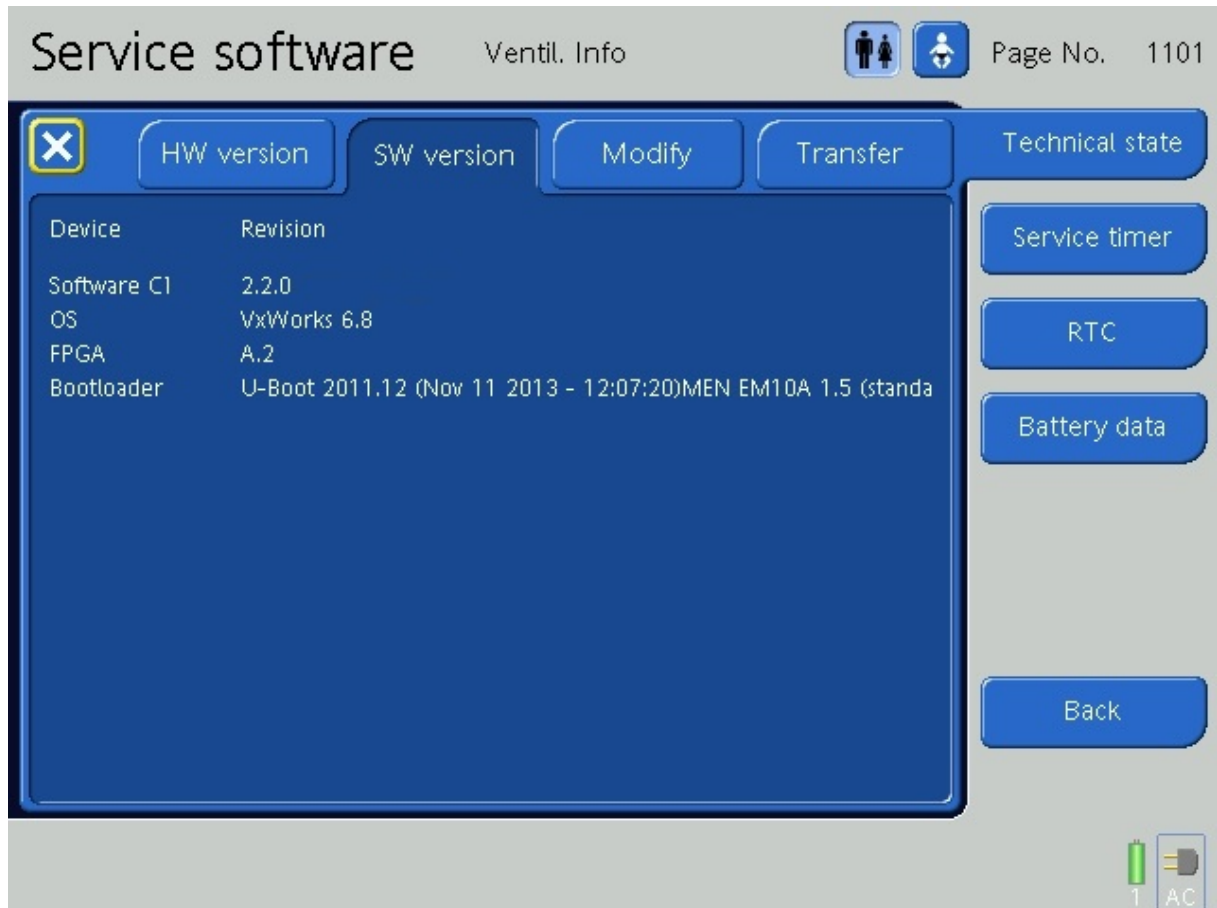 Service software Ventil. Info Page No. 1101
HW version SW version Modify Transfer Technical state
Device Revision
Software C1 2.2.0
OS VxWorks 6.8
FPGA A.2
Bootloader U-Boot 2011.12 (Nov 11 2013 - 12:07:20)MEN EM10A 1.5 (standa
Service timer
RTC
Battery data
Back
1 AC